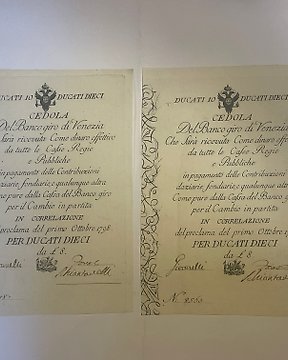 DUCATI 10 DUCATI DIECI
CEDOLA
Del Banco giro di Venezia
Sarà ricevuta Come dinaro effettivo
da tutte le Casse Regie
e Pubbliche
in pagamento delle Contribuzioni
daziarie, fondiarie, e qualunque altra
Come pure dalla Cassa del Banco giro
per il Cambio in partita
IN CORRELAZIONE
proclama del primo Ottobre 1798
PER DUCATI DIECI
da £ 8
DUCATI 10 DUCATI DIECI
CEDOLA
Del Banco giro di Venezia
Che Sarà ricevuta Come dinaro effettivo
da tutte le Casse Regie
e Pubbliche
in pagamento delle Contribuzioni
daziarie, fondiarie, e qualunque altra
Come pure dalla Cassa del Banco giro
per il Cambio in partita
IN CORRELAZIONE
del proclama del primo Ottobre
PER DUCATI DIECI
da £ 8